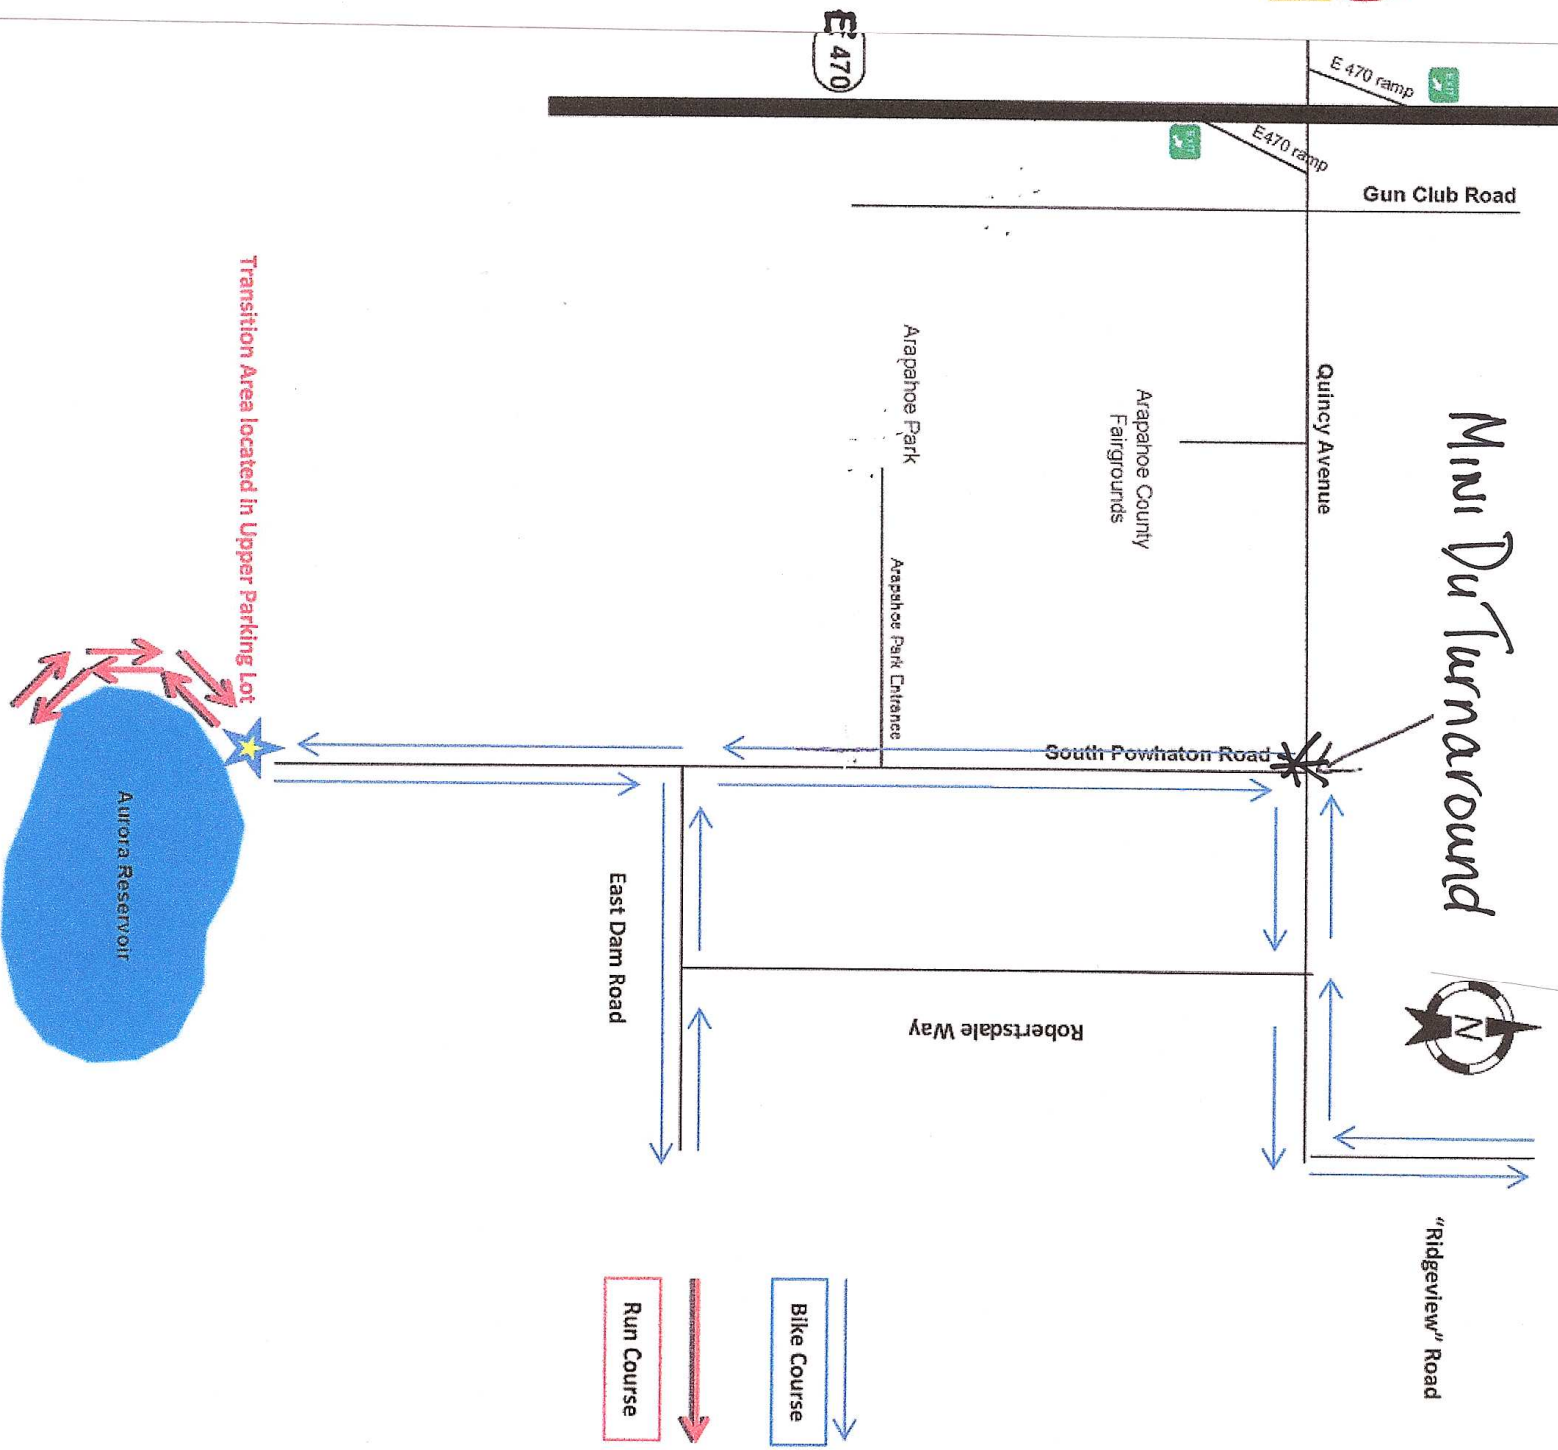 E 470 ramp
EXIT
E470 ramp
EXIT
E 470
Gun Club Road
Quincy Avenue
MINI DU TURNAROUND
Arapahoe County
Fairgrounds
Arapahoe Park
Arapahoe Park Entrance
South Powhaton Road
Transition Area located in Upper Parking Lot
Aurora Reservoir
East Dam Road
Robertsdale Way
N
"Ridgeview" Road
Bike Course
Run Course